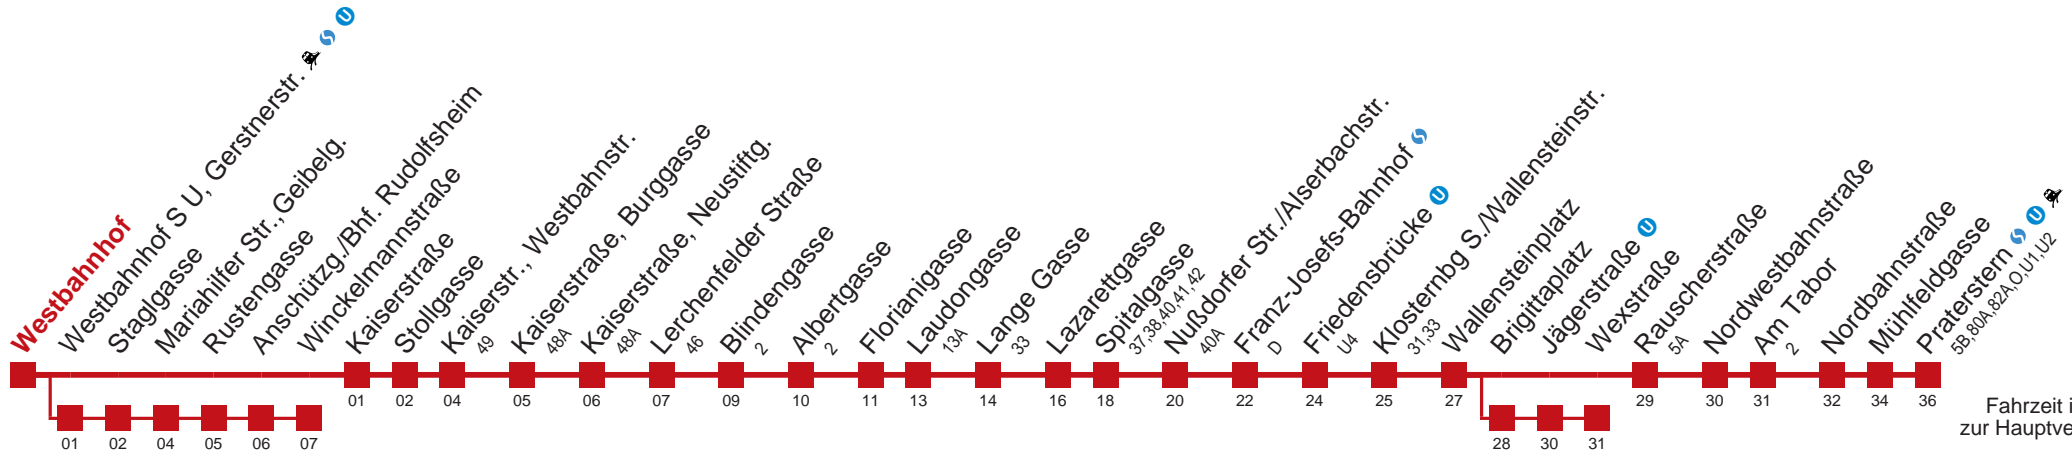 Westbahnhof
Westbahnhof S U, Gerstnerstr. U
Staglgasse
Mariahilfer Str., Geibelg.
Rustengasse
Anschützg./Bhf. Rudolfsheim
Winckelmannstraße
Kaiserstraße
Stollgasse
Kaiserstr., Westbahnstr.
49
Kaiserstraße, Burggasse
48A
Kaiserstraße, Neustiftg.
48A
Lerchenfelder Straße
46
Blindengasse
2
Albertgasse
2
Florianigasse
Laudongasse
13A
Lange Gasse
33
Lazarettgasse
Spitalgasse
37,38,40,41,42
Nußdorfer Str./Alserbachstr.
40A
Franz-Josefs-Bahnhof
D
Friedensbrücke U
U4
Klosternbg S./Wallensteinstr.
31,33
Wallensteinplatz
Brigittaplatz
Jägerstraße U
Wexstraße
Rauscherstraße
5A
Nordwestbahnstraße
Am Tabor
2
Nordbahnstraße
Mühlfeldgasse
Praterstern U
5B,80A,82A,O,U1,U2
01 02 04 05 06 07 09 10 11 13 14 16 18 20 22 24 25 27 29 30 31 32 34 36
01 02 04 05 06 07 28 30 31
Fahrzeit i
zur Hauptve